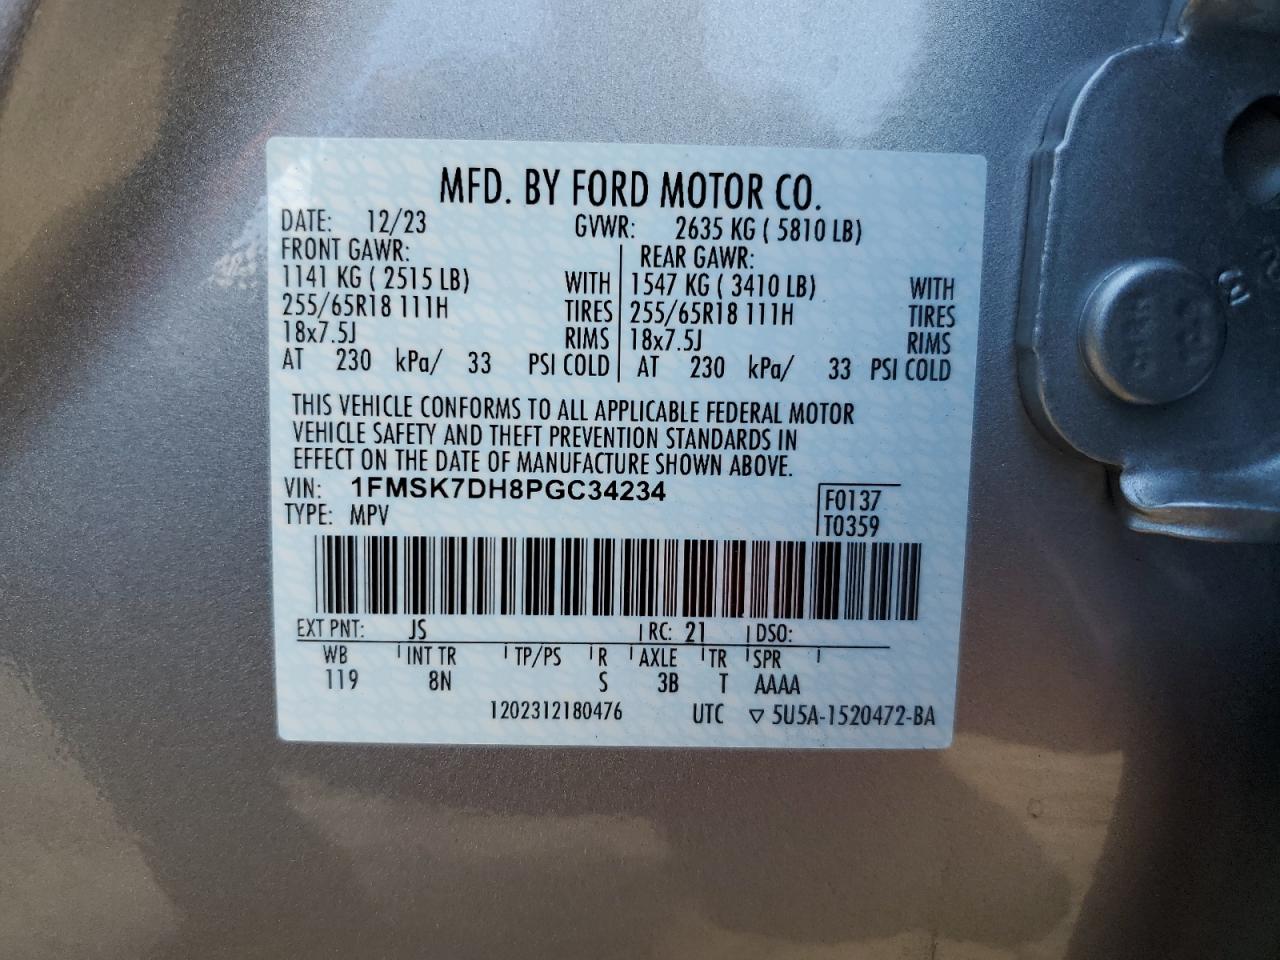 MFD. BY FORD MOTOR CO.
DATE: 12/23 GVWR: 2635 KG ( 5810 LB)
FRONT GAWR: REAR GAWR:
1141 KG ( 2515 LB) WITH 1547 KG ( 3410 LB) WITH
255/65R18 111H TIRES 255/65R18 111H TIRES
18x7.5J RIMS 18x7.5J RIMS
AT 230 kPa/ 33 PSI COLD AT 230 kPa/ 33 PSI COLD
THIS VEHICLE CONFORMS TO ALL APPLICABLE FEDERAL MOTOR
VEHICLE SAFETY AND THEFT PREVENTION STANDARDS IN
EFFECT ON THE DATE OF MANUFACTURE SHOWN ABOVE.
VIN: 1FMSK7DH8PGC34234 F0137
TYPE: MPV T0359
EXT PNT: JS RC: 21 DSO:
WB INT TR TP/PS R AXLE TR SPR
119 8N S 3B T AAAA
1202312180476 UTC ▽ 5U5A-1520472-BA